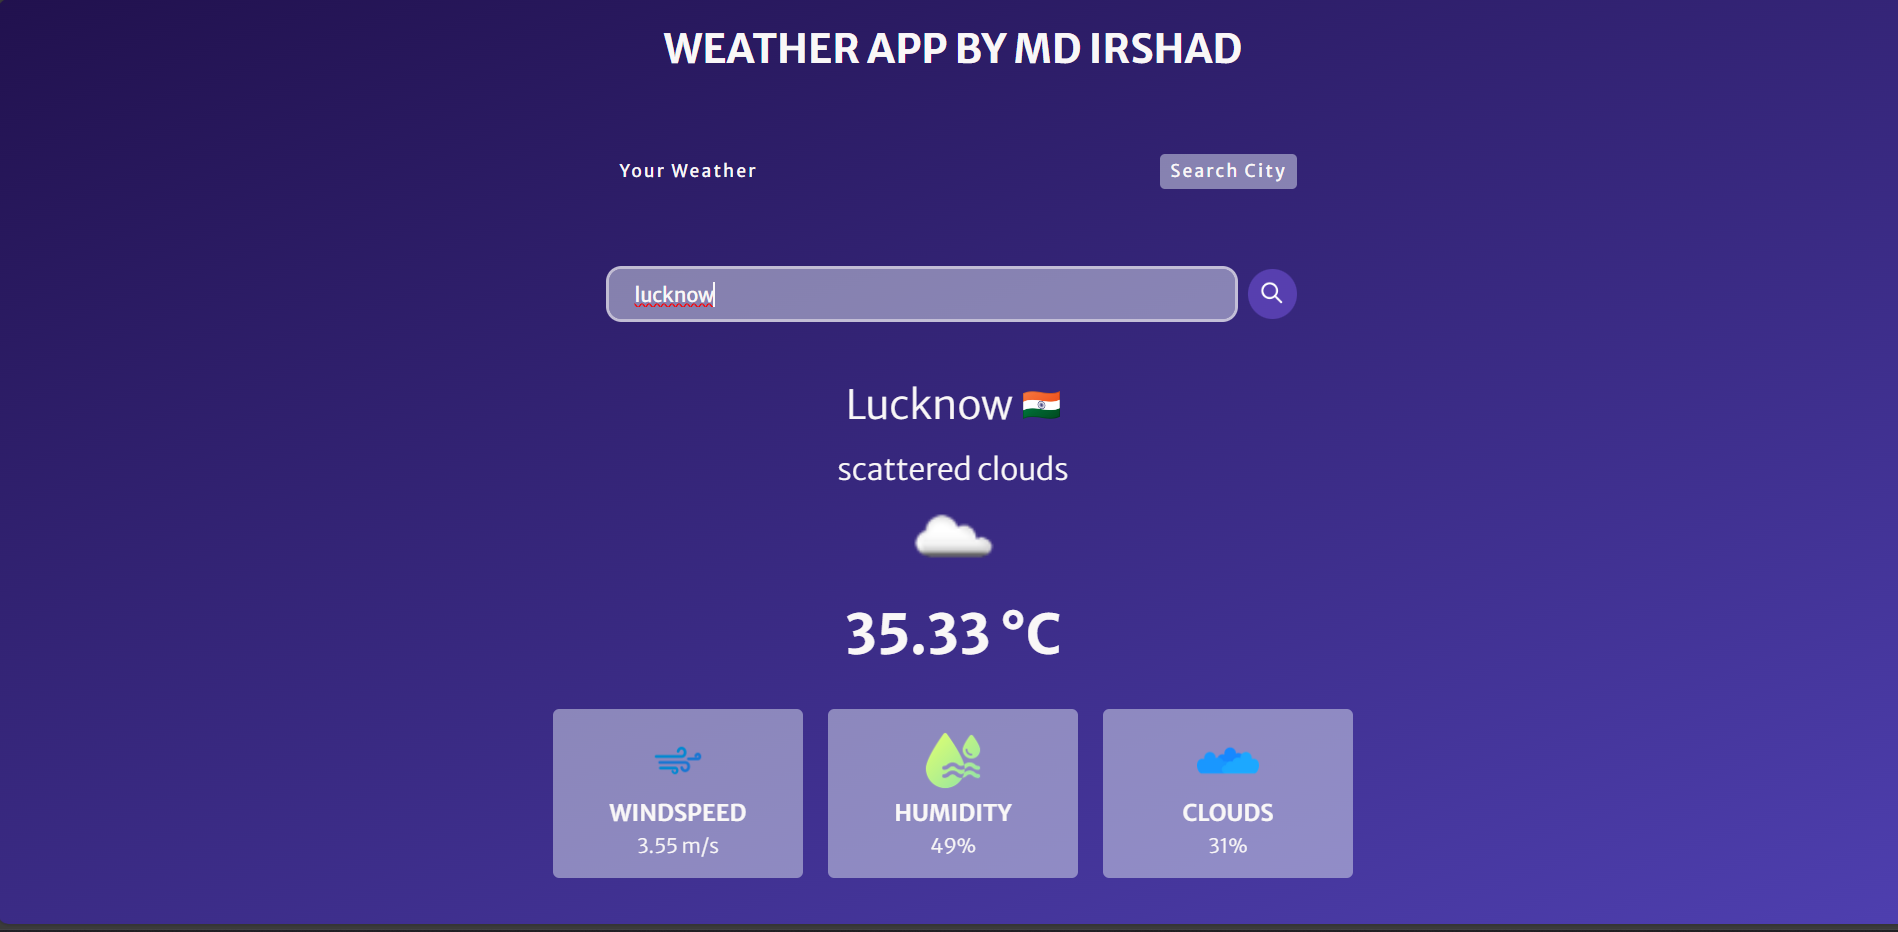 WEATHER APP BY MD IRSHAD
Your Weather
Search City
lucknow
Lucknow
scattered clouds
35.33 °C
WINDSPEED
3.55 m/s
HUMIDITY
49%
CLOUDS
31%